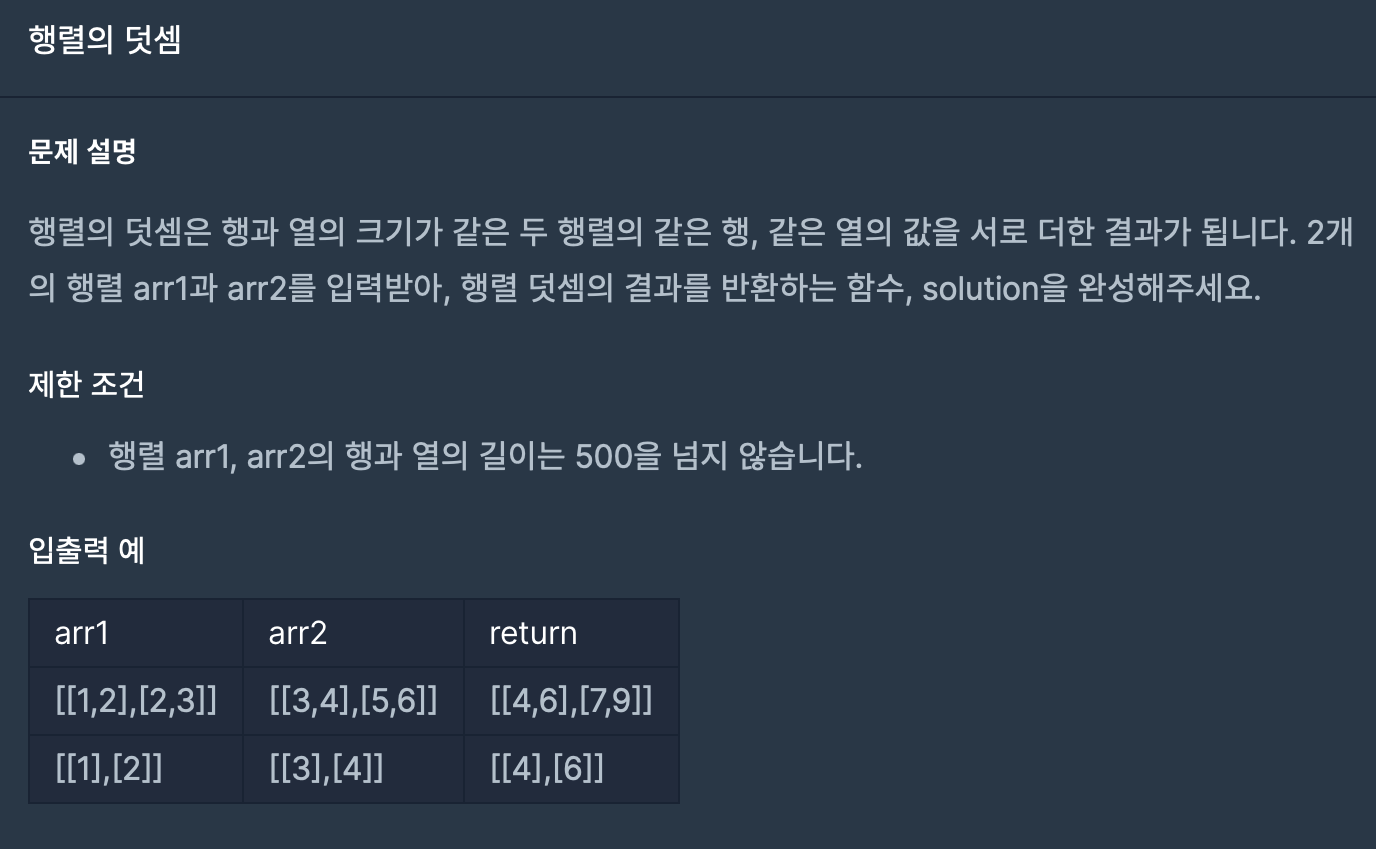 행렬의 덧셈
문제 설명
행렬의 덧셈은 행과 열의 크기가 같은 두 행렬의 같은 행, 같은 열의 값을 서로 더한 결과가 됩니다. 2개
의 행렬 arr1과 arr2를 입력받아, 행렬 덧셈의 결과를 반환하는 함수, solution을 완성해주세요.
제한 조건
• 행렬 arr1, arr2의 행과 열의 길이는 500을 넘지 않습니다.
입출력 예
arr1 arr2 return
[[1,2],[2,3]] [[3,4],[5,6]] [[4,6],[7,9]]
[[1],[2]] [[3],[4]] [[4],[6]]